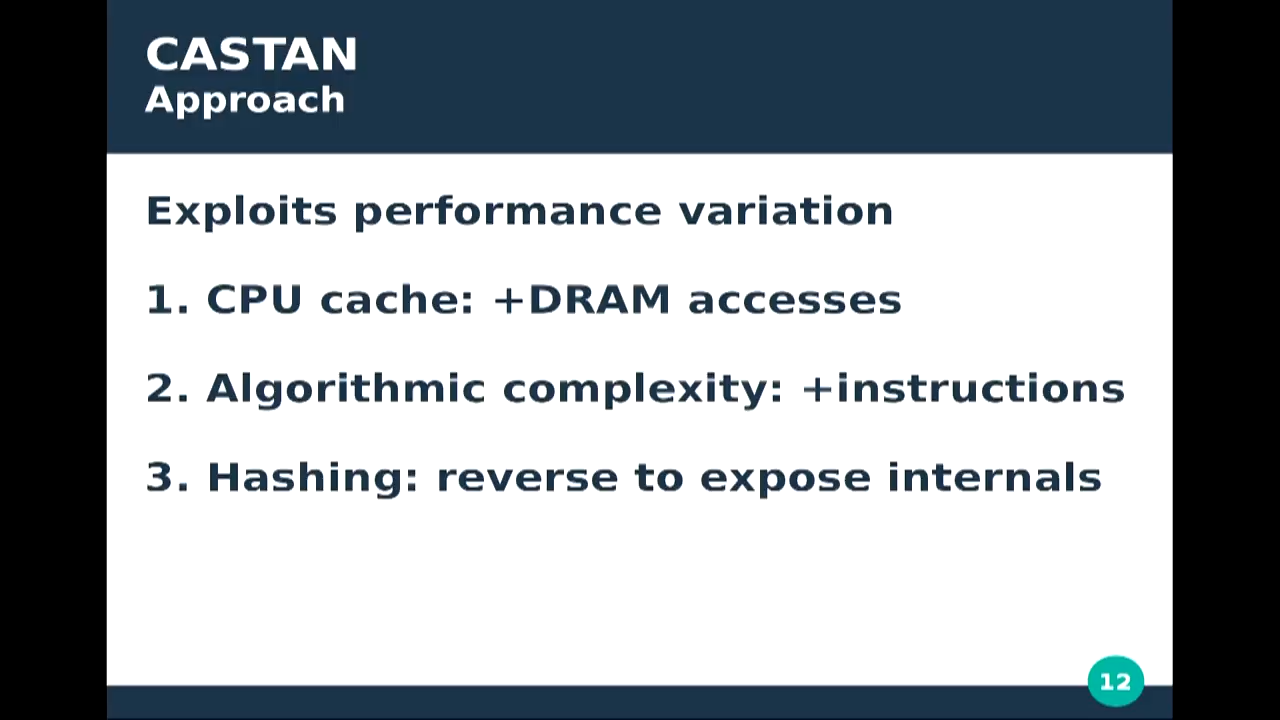 CASTAN
Approach
Exploits performance variation
1. CPU cache: +DRAM accesses
2. Algorithmic complexity: +instructions
3. Hashing: reverse to expose internals
12